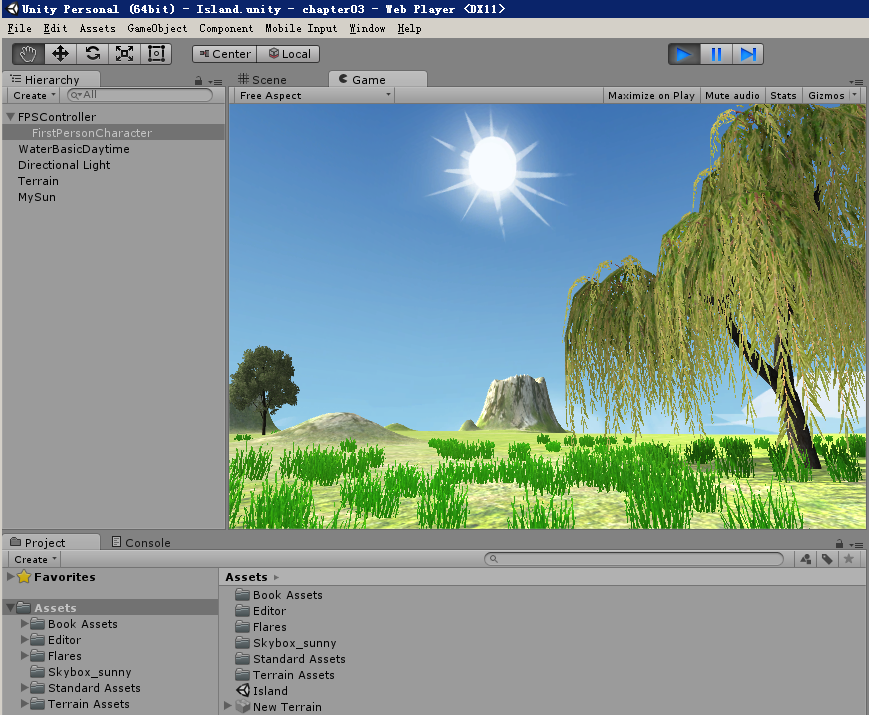 Unity Personal (64bit) - Island.unity - chapter03 - Web Player <DX11>
File Edit Assets GameObject Component Mobile Input Window Help
Center Local
Hierarchy
Scene Game
Create All
Free Aspect Maximize on Play Mute audio Stats Gizmos
FPSController
FirstPersonCharacter
WaterBasicDaytime
Directional Light
Terrain
MySun
Project Console
Create
Favorites
Assets
Book Assets
Editor
Flares
Skybox_sunny
Standard Assets
Terrain Assets
Assets
Book Assets
Editor
Flares
Skybox_sunny
Standard Assets
Terrain Assets
Island
New Terrain